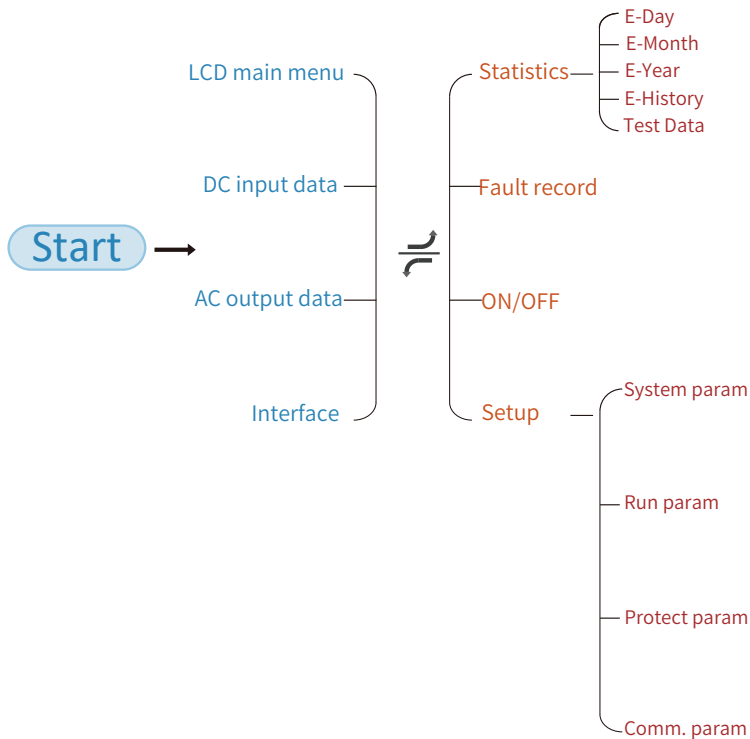 Start
LCD main menu
DC input data
AC output data
Interface
Statistics
E-Day
E-Month
E-Year
E-History
Test Data
Fault record
ON/OFF
Setup
System param
Run param
Protect param
Comm. param